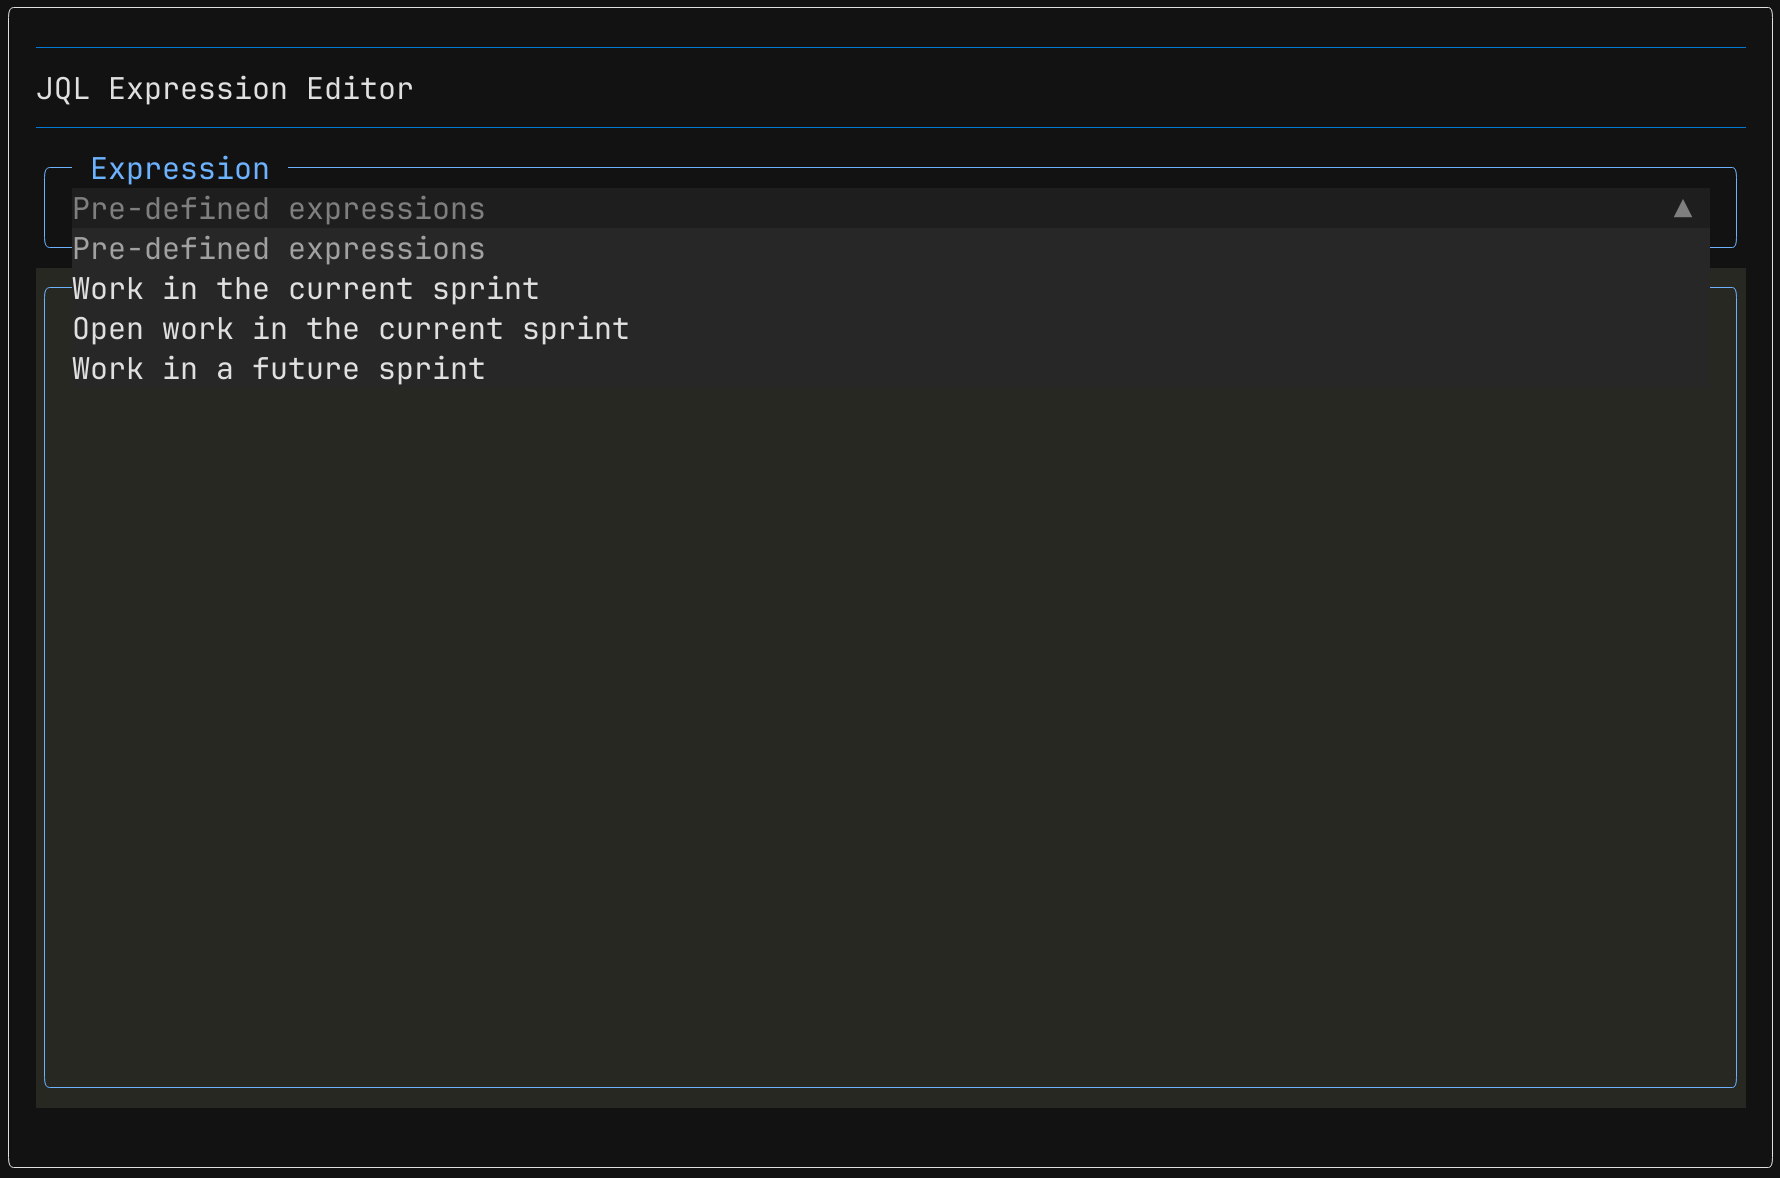 JQL Expression Editor
Expression
Pre-defined expressions ▲
Pre-defined expressions
Work in the current sprint
Open work in the current sprint
Work in a future sprint